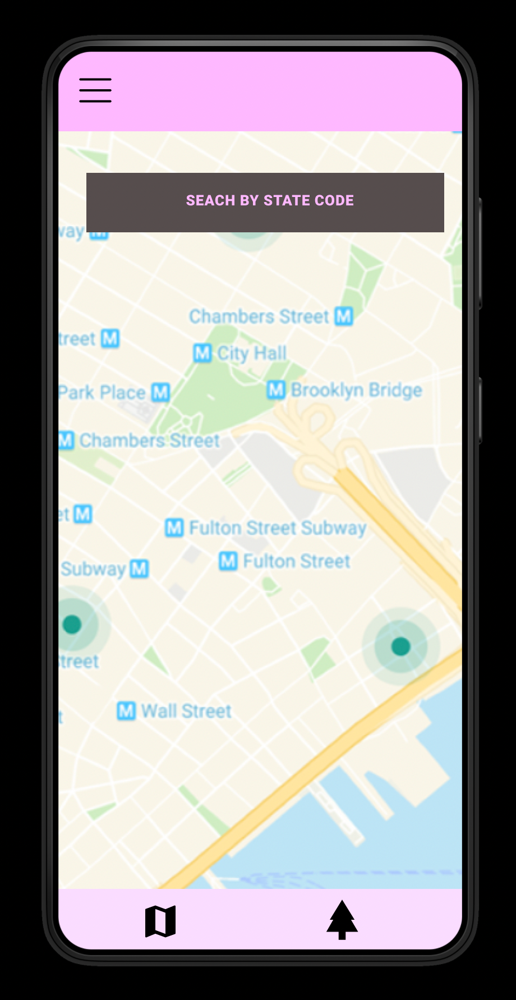 SEACH BY STATE CODE
way M
Chambers Street M
treet M
M City Hall
Park Place M
M Brooklyn Bridge
M Chambers Street
et M
M Fulton Street Subway
M Fulton Street
Subway M
Street
M Wall Street
t